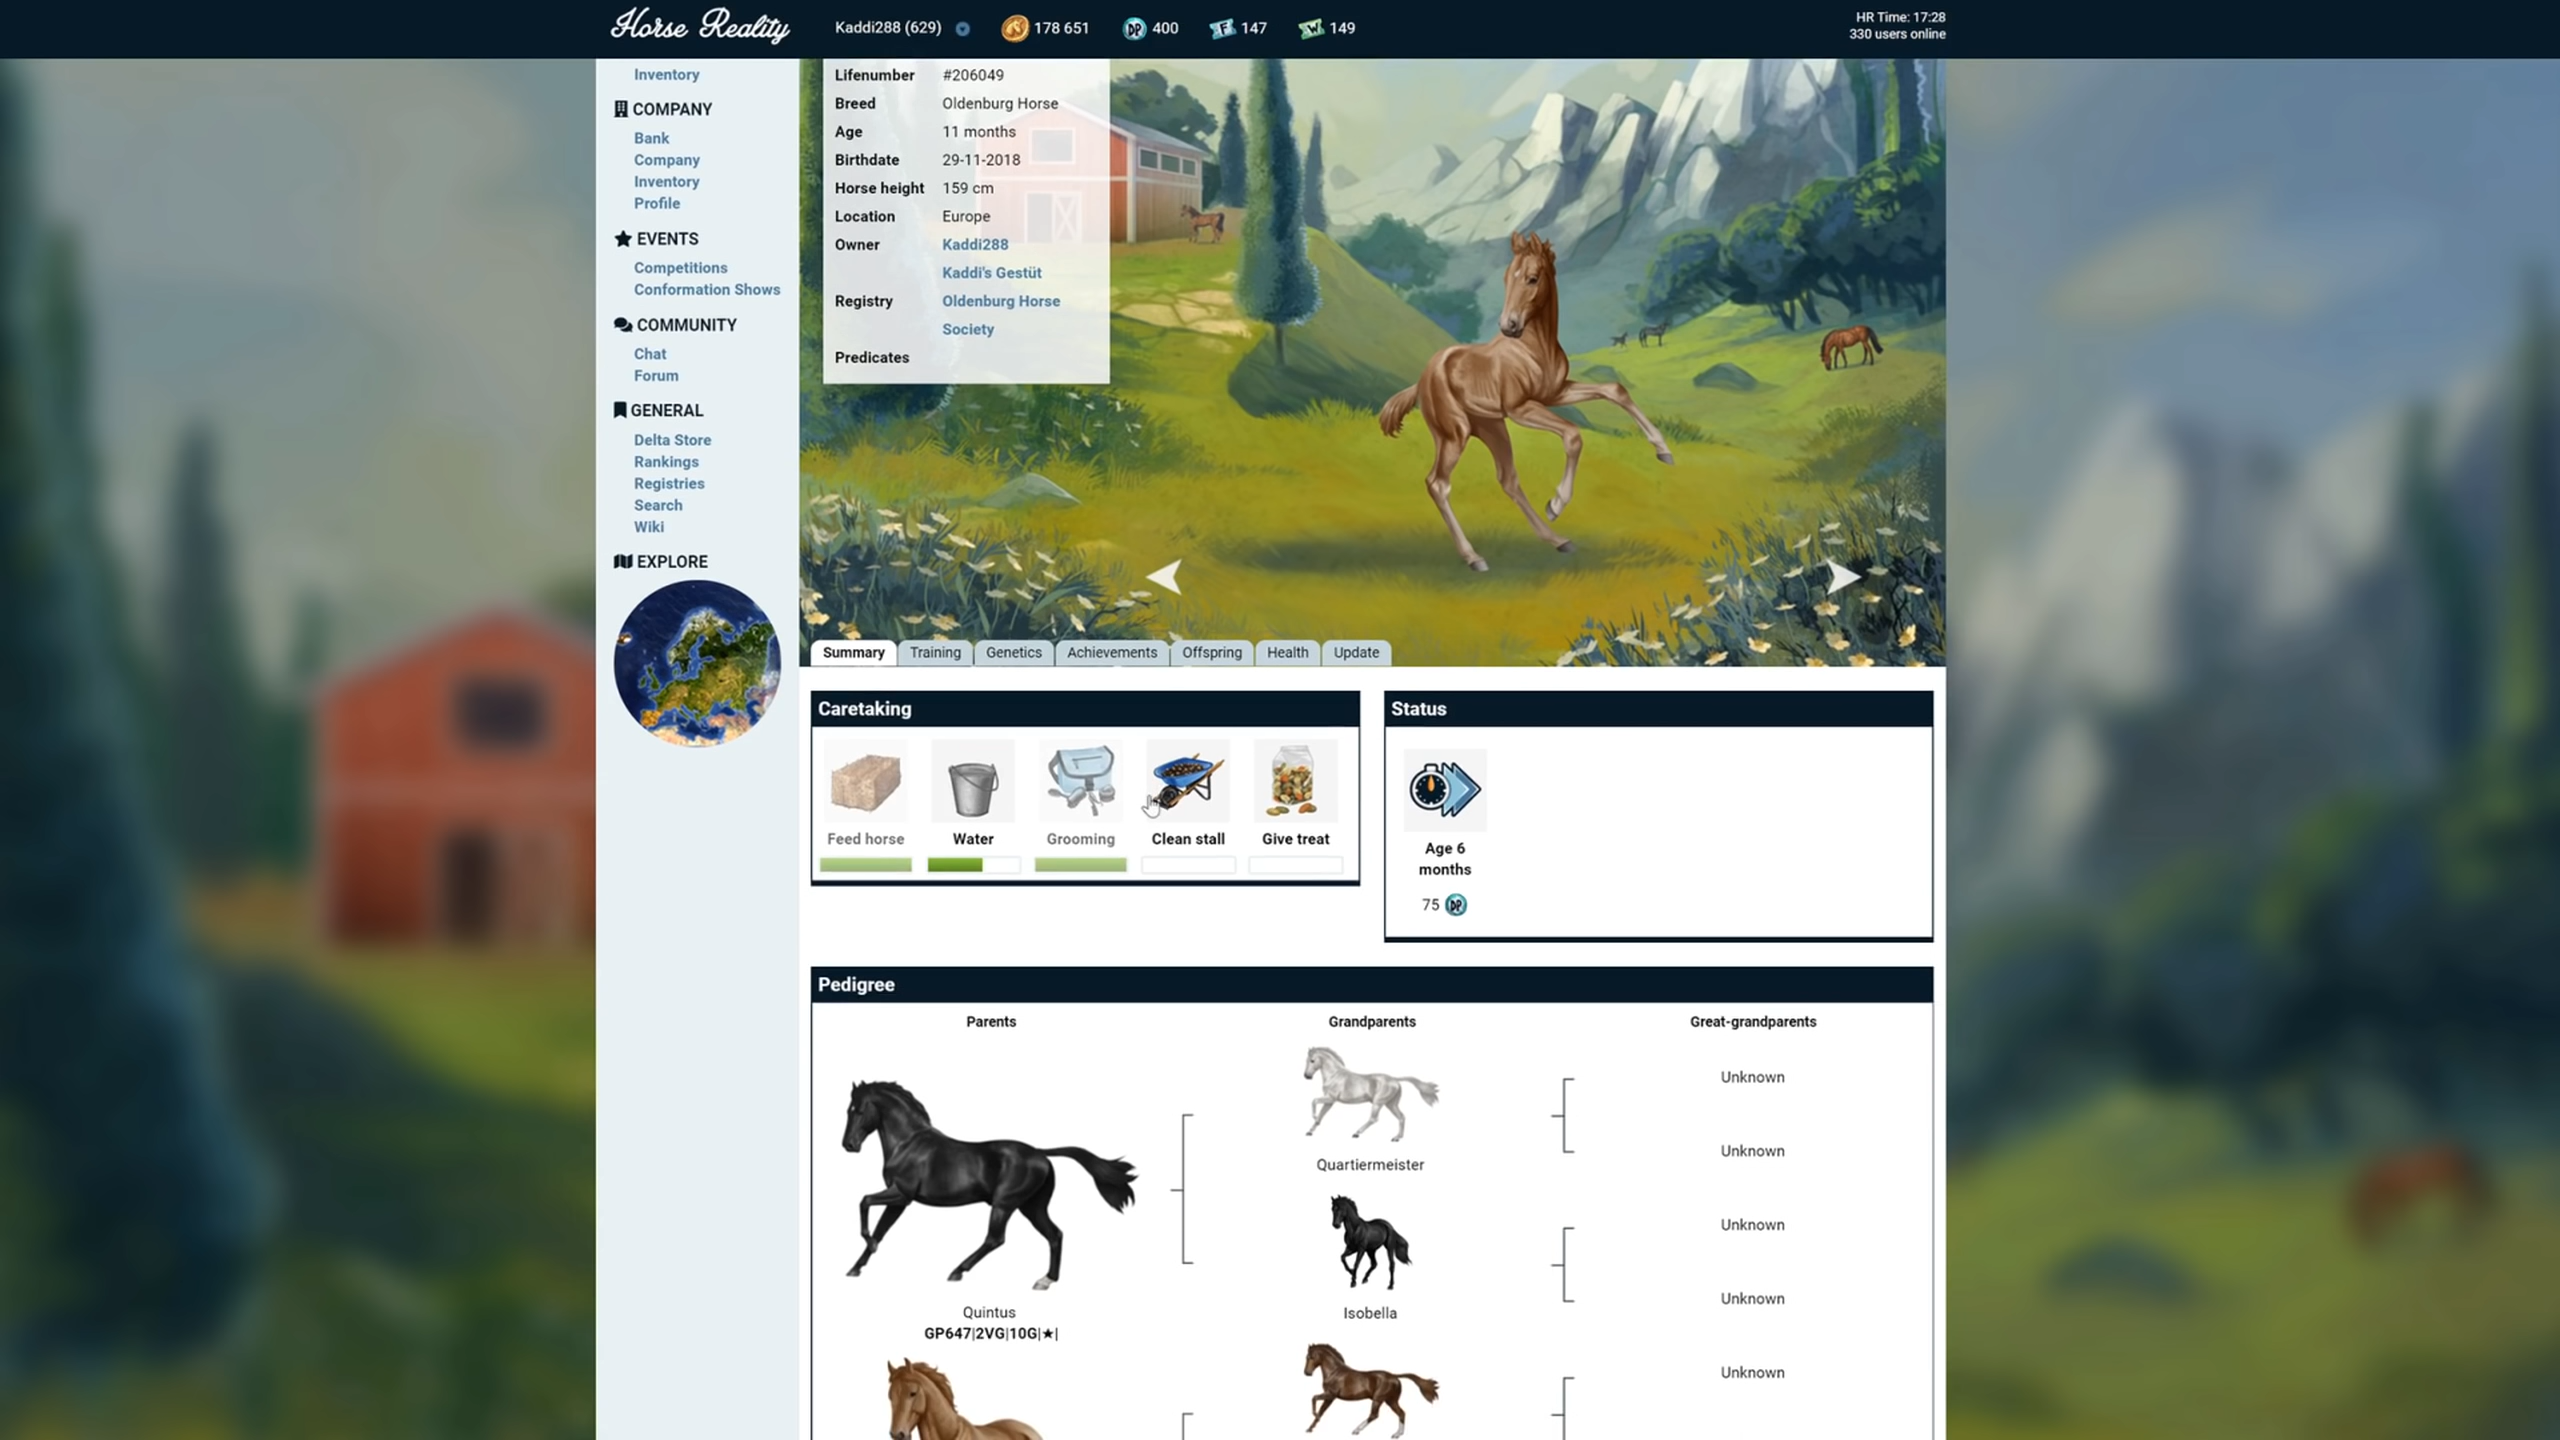 Horse Reality
Kaddi288 (629)
178 651
DP 400
F 147
W 149
HR Time: 17:28
330 users online
Inventory
COMPANY
Bank
Company
Inventory
Profile
EVENTS
Competitions
Conformation Shows
COMMUNITY
Chat
Forum
GENERAL
Delta Store
Rankings
Registries
Search
Wiki
EXPLORE
Lifenumber #206049
Breed Oldenburg Horse
Age 11 months
Birthdate 29-11-2018
Horse height 159 cm
Location Europe
Owner Kaddi288
Kaddi's Gestüt
Registry Oldenburg Horse
Society
Predicates
Summary Training Genetics Achievements Offspring Health Update
Caretaking
Feed horse Water Grooming Clean stall Give treat
Status
Age 6
months
75 DP
Pedigree
Parents Grandparents Great-grandparents
Unknown
Unknown
Quartiermeister
Unknown
Unknown
Quintus
GP647|2VG|10G|★|
Isobella
Unknown